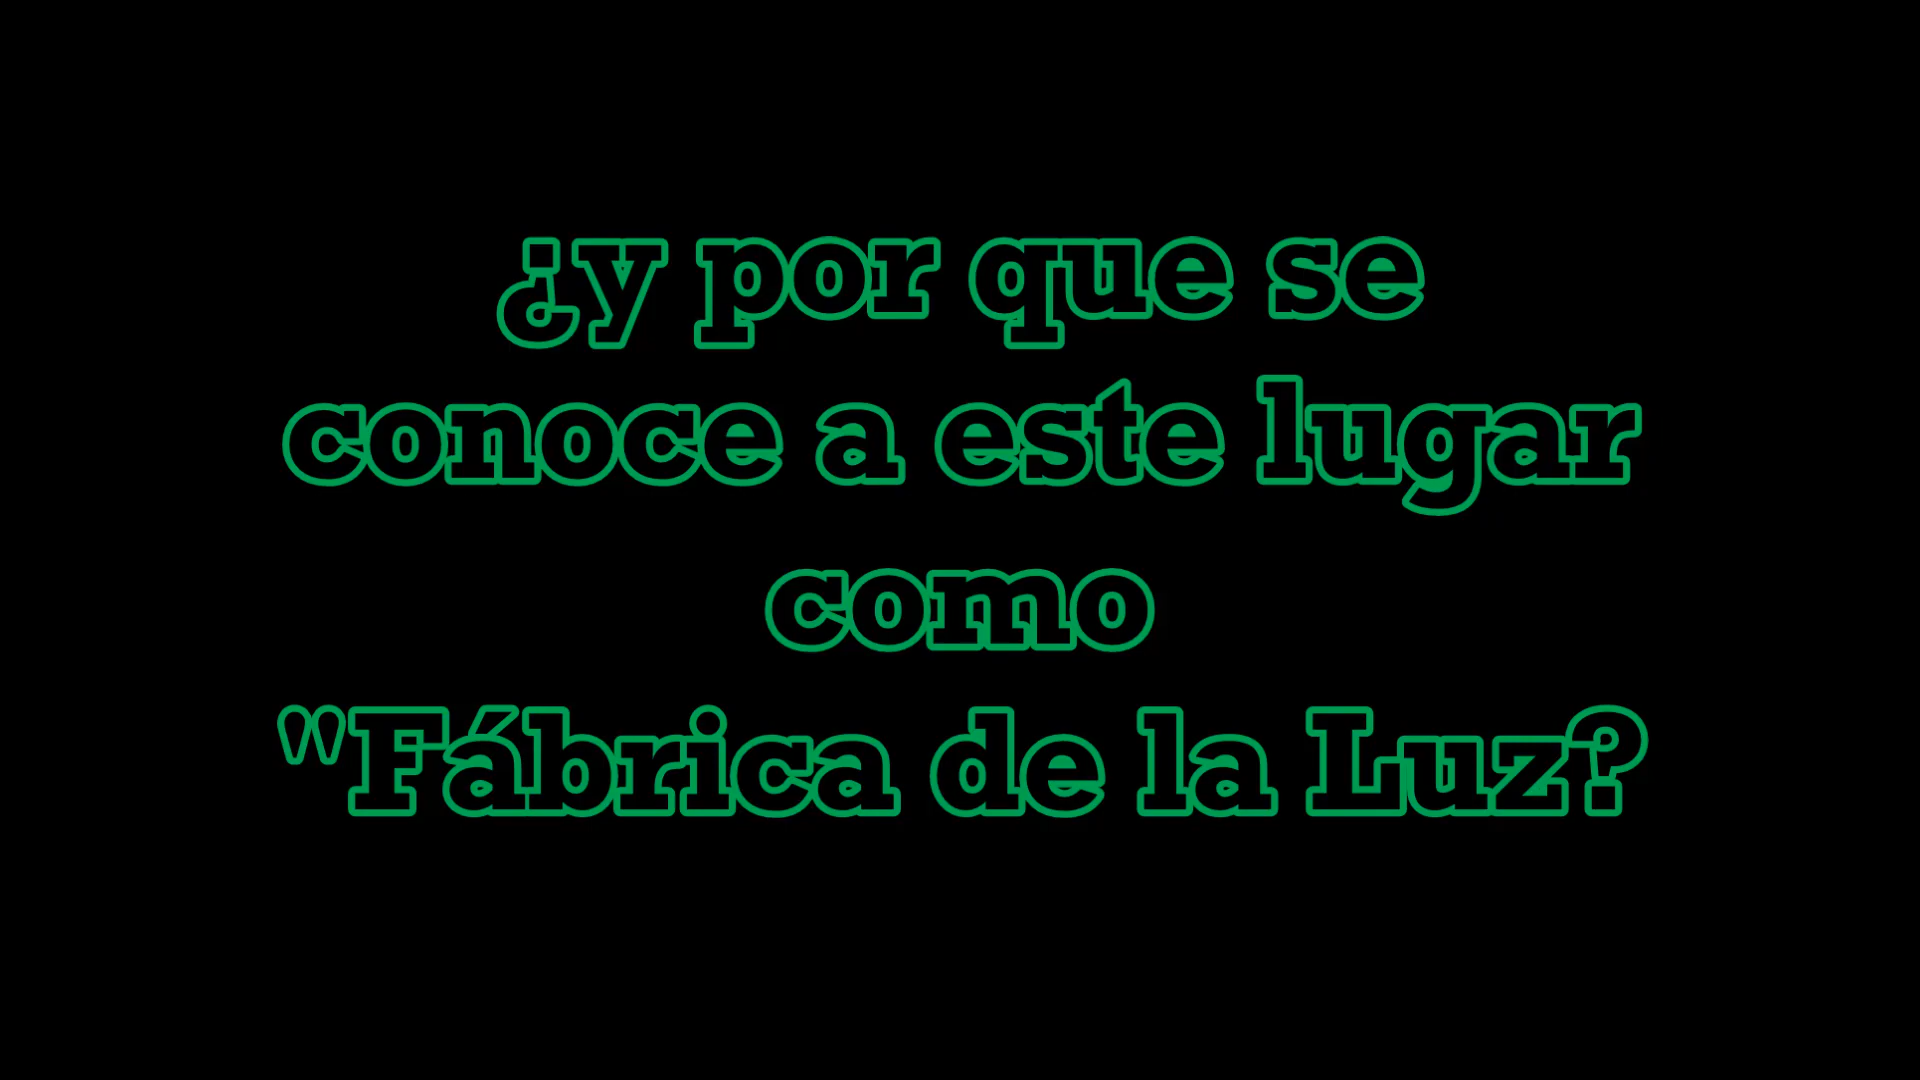 ¿y por que se
conoce a este lugar
como
"Fábrica de la Luz?